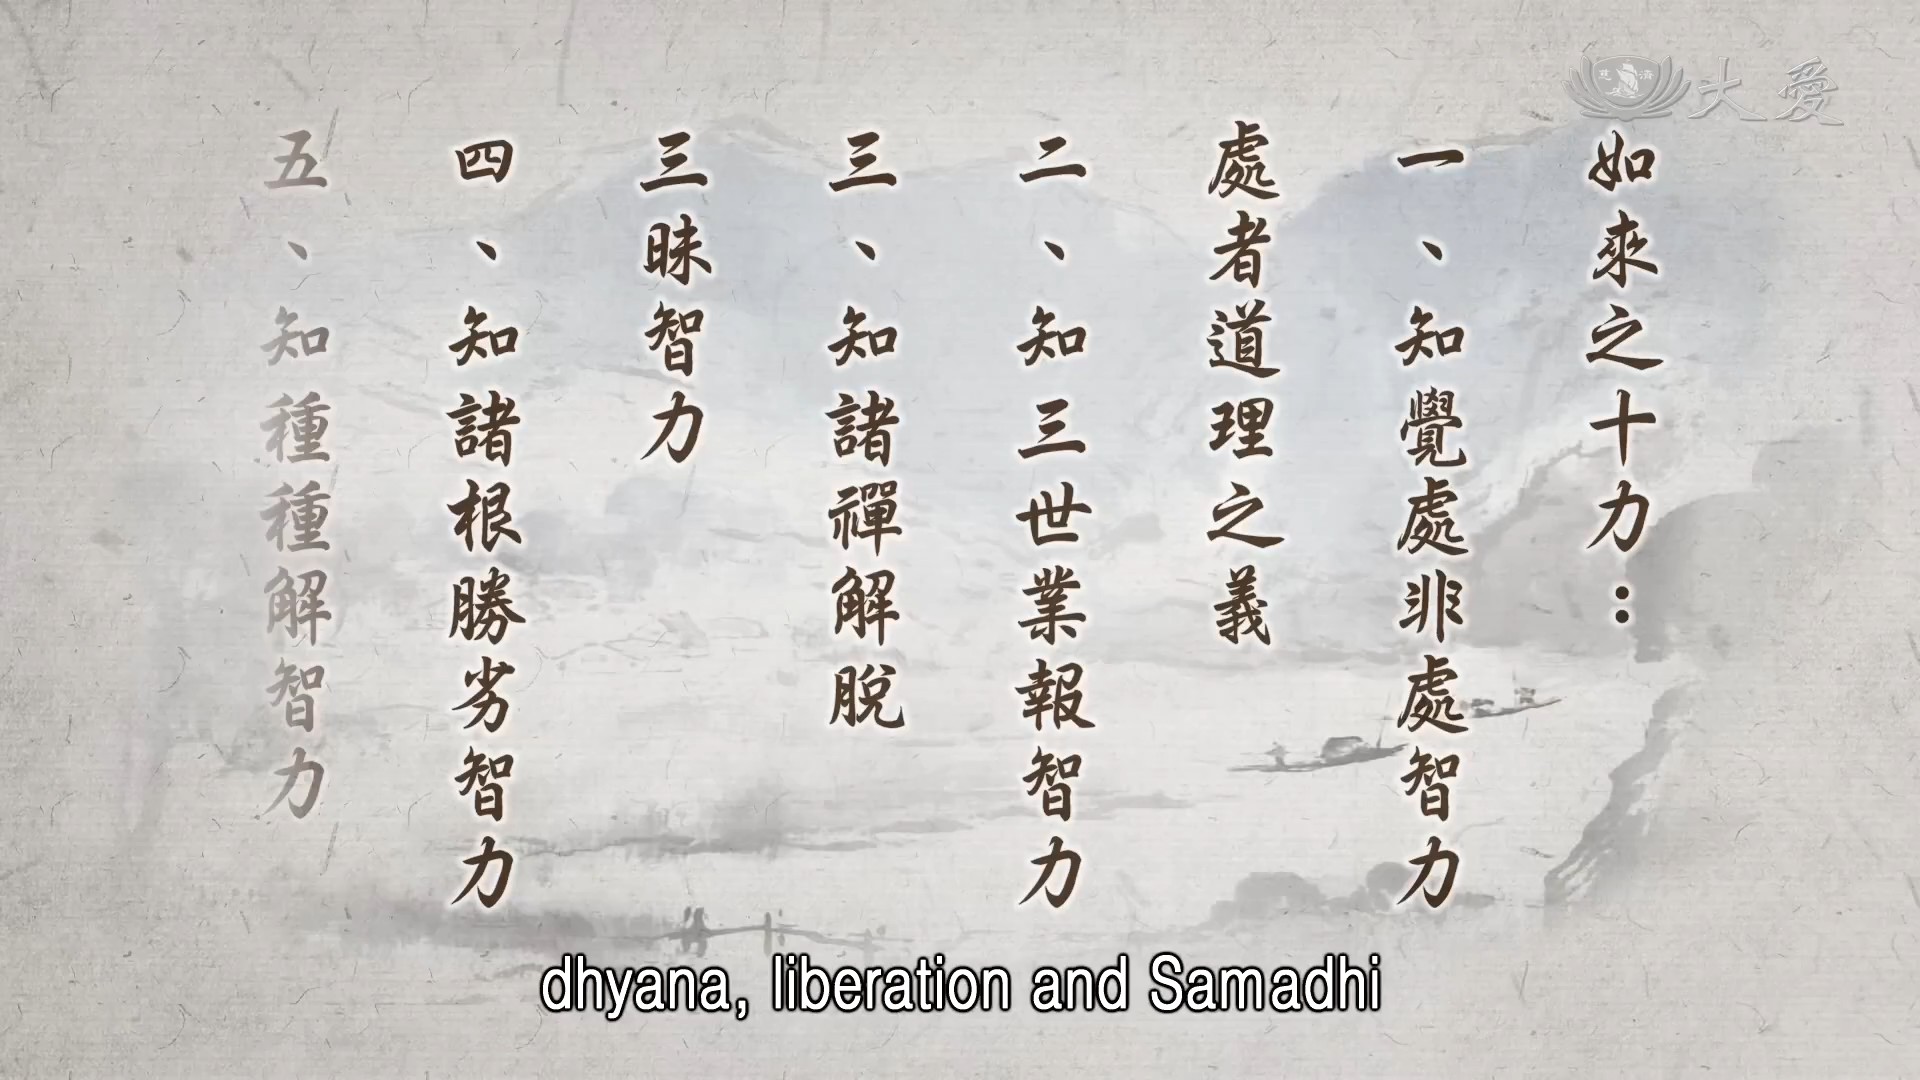 大愛
慈濟
如來之十力：
一、知覺處非處智力
處者道理之義
二、知三世業報智力
三、知諸禪解脫
三昧智力
四、知諸根勝劣智力
五、知種種解智力
dhyana, liberation and Samadhi